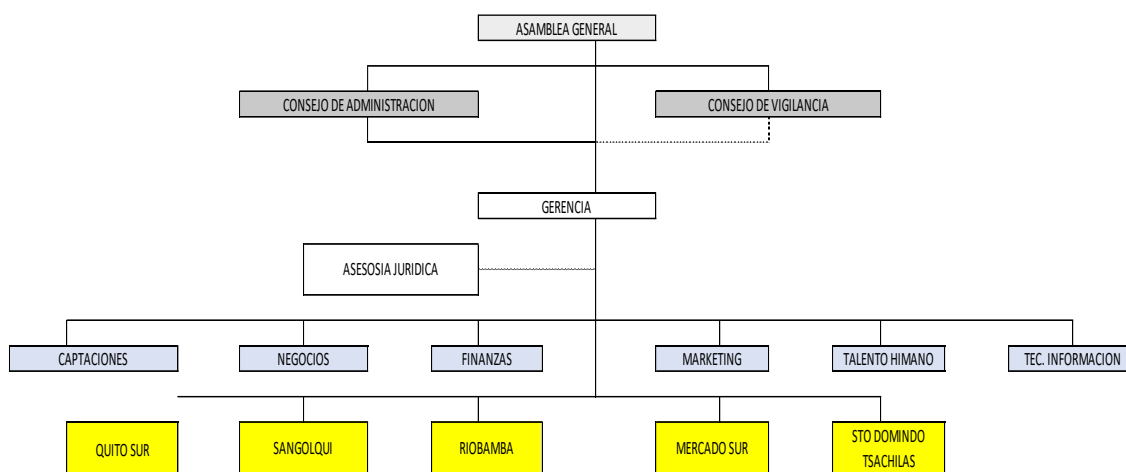 ASAMBLEA GENERAL
CONSEJO DE ADMINISTRACION
CONSEJO DE VIGILANCIA
GERENCIA
ASESOSIA JURIDICA
CAPTACIONES
NEGOCIOS
FINANZAS
MARKETING
TALENTO HIMANO
TEC. INFORMACION
QUITO SUR
SANGOLQUI
RIOBAMBA
MERCADO SUR
STO DOMINDO
TSACHILAS